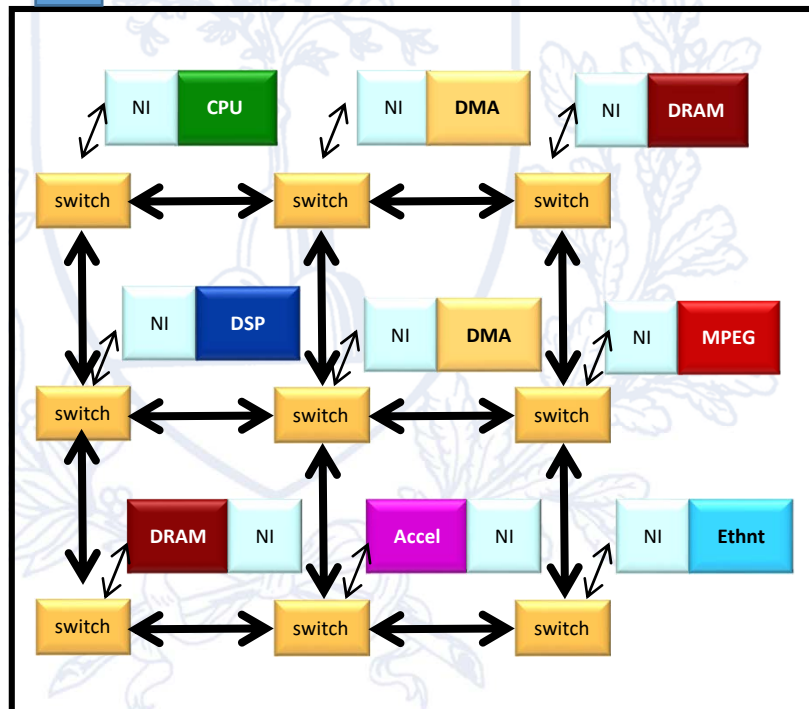 NI CPU
NI DMA
NI DRAM
switch
switch
switch
NI DSP
NI DMA
NI MPEG
switch
switch
switch
DRAM NI
Accel NI
NI Ethnt
switch
switch
switch